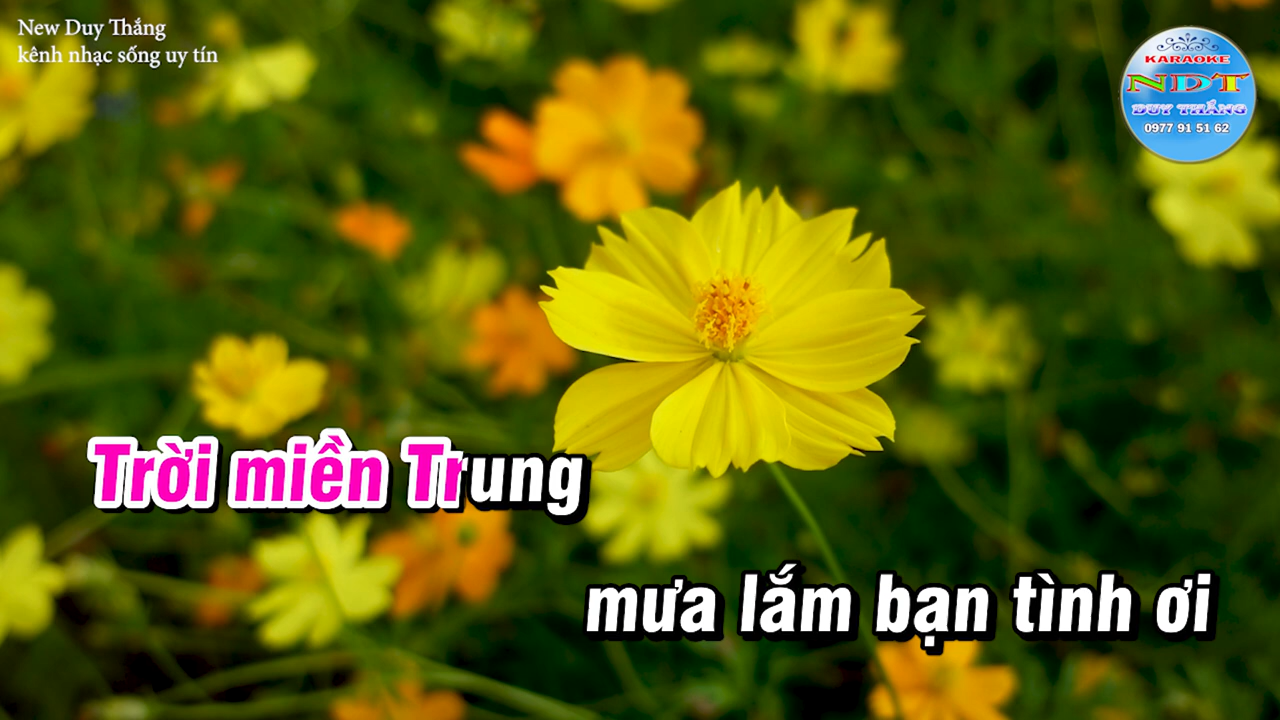 New Duy Thắng
kênh nhạc sống uy tín
KARAOKE
NDT
DUY THẮNG
0977 91 51 62
Trời miền Trung
mưa lắm bạn tình ơi